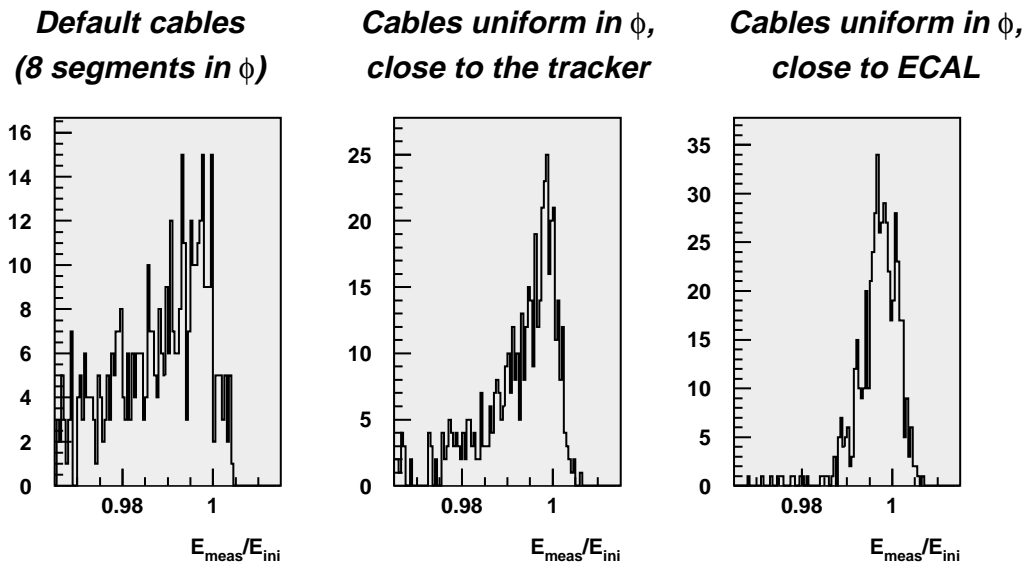 Default cables
(8 segments in ϕ)
Cables uniform in ϕ,
close to the tracker
Cables uniform in ϕ,
close to ECAL
16
14
12
10
8
6
4
2
0
0.98 1
E_meas/E_ini
25
20
15
10
5
0
0.98 1
E_meas/E_ini
35
30
25
20
15
10
5
0
0.98 1
E_meas/E_ini